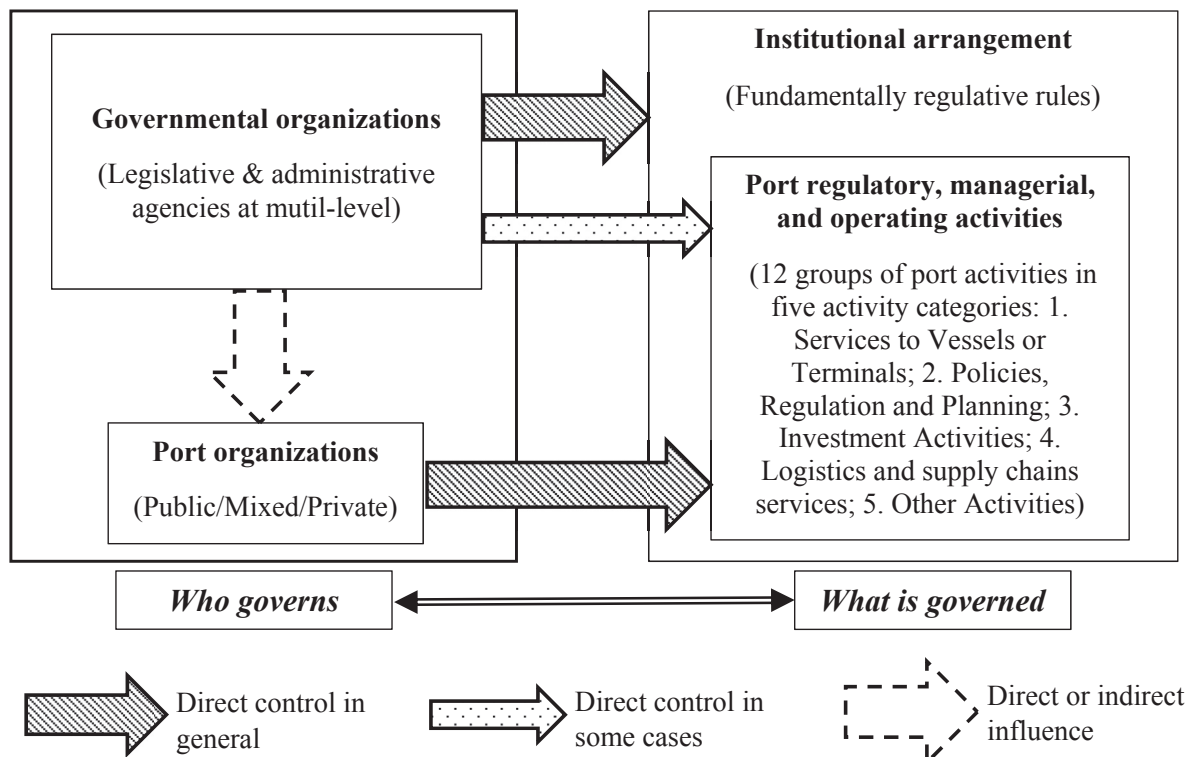 Governmental organizations
(Legislative & administrative
agencies at mutil-level)
Port organizations
(Public/Mixed/Private)
Institutional arrangement
(Fundamentally regulative rules)
Port regulatory, managerial,
and operating activities
(12 groups of port activities in
five activity categories: 1.
Services to Vessels or
Terminals; 2. Policies,
Regulation and Planning; 3.
Investment Activities; 4.
Logistics and supply chains
services; 5. Other Activities)
Who governs
What is governed
Direct control in
general
Direct control in
some cases
Direct or indirect
influence